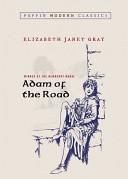 PUFFIN MODERN CLASSICS
ELIZABETH JANET GRAY
WINNER OF THE NEWBERY MEDAL
Adam of the Road